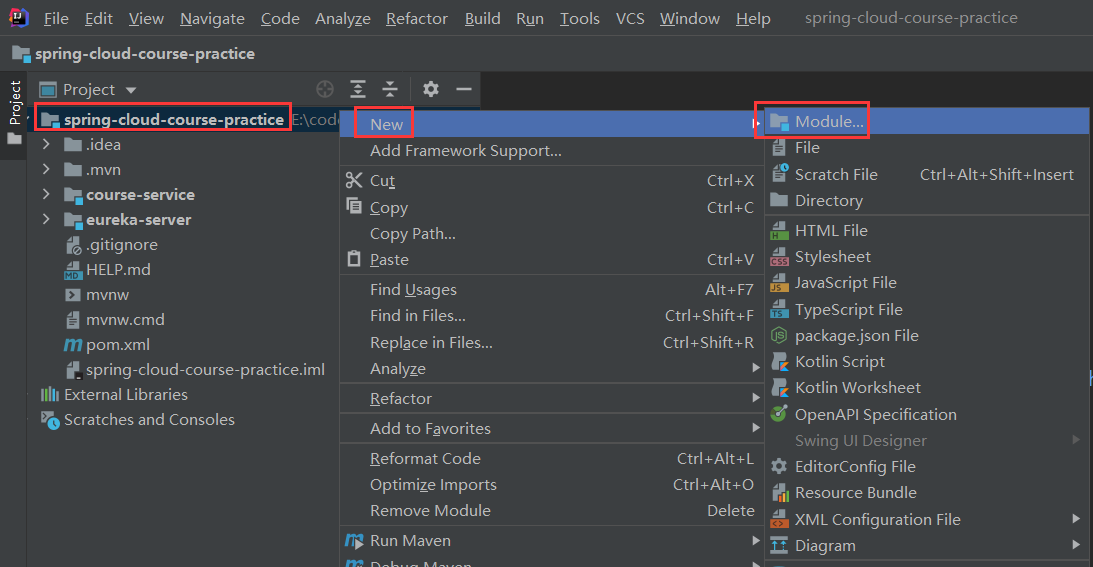 File Edit View Navigate Code Analyze Refactor Build Run Tools VCS Window Help spring-cloud-course-practice
spring-cloud-course-practice
Project
Project
spring-cloud-course-practice E:\code
.idea
.mvn
course-service
eureka-server
.gitignore
HELP.md
mvnw
mvnw.cmd
pom.xml
spring-cloud-course-practice.iml
External Libraries
Scratches and Consoles
New
Add Framework Support...
Cut Ctrl+X
Copy Ctrl+C
Copy Path...
Paste Ctrl+V
Find Usages Alt+F7
Find in Files... Ctrl+Shift+F
Replace in Files... Ctrl+Shift+R
Analyze
Refactor
Add to Favorites
Reformat Code Ctrl+Alt+L
Optimize Imports Ctrl+Alt+O
Remove Module Delete
Run Maven
Debug Maven
Module...
File
Scratch File Ctrl+Alt+Shift+Insert
Directory
HTML File
Stylesheet
JavaScript File
TypeScript File
package.json File
Kotlin Script
Kotlin Worksheet
OpenAPI Specification
Swing UI Designer
EditorConfig File
Resource Bundle
XML Configuration File
Diagram